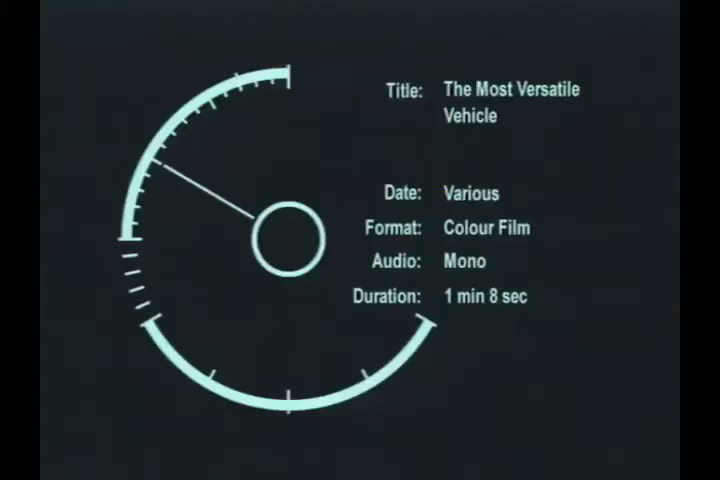 Title: The Most Versatile
Vehicle
Date: Various
Format: Colour Film
Audio: Mono
Duration: 1 min 8 sec